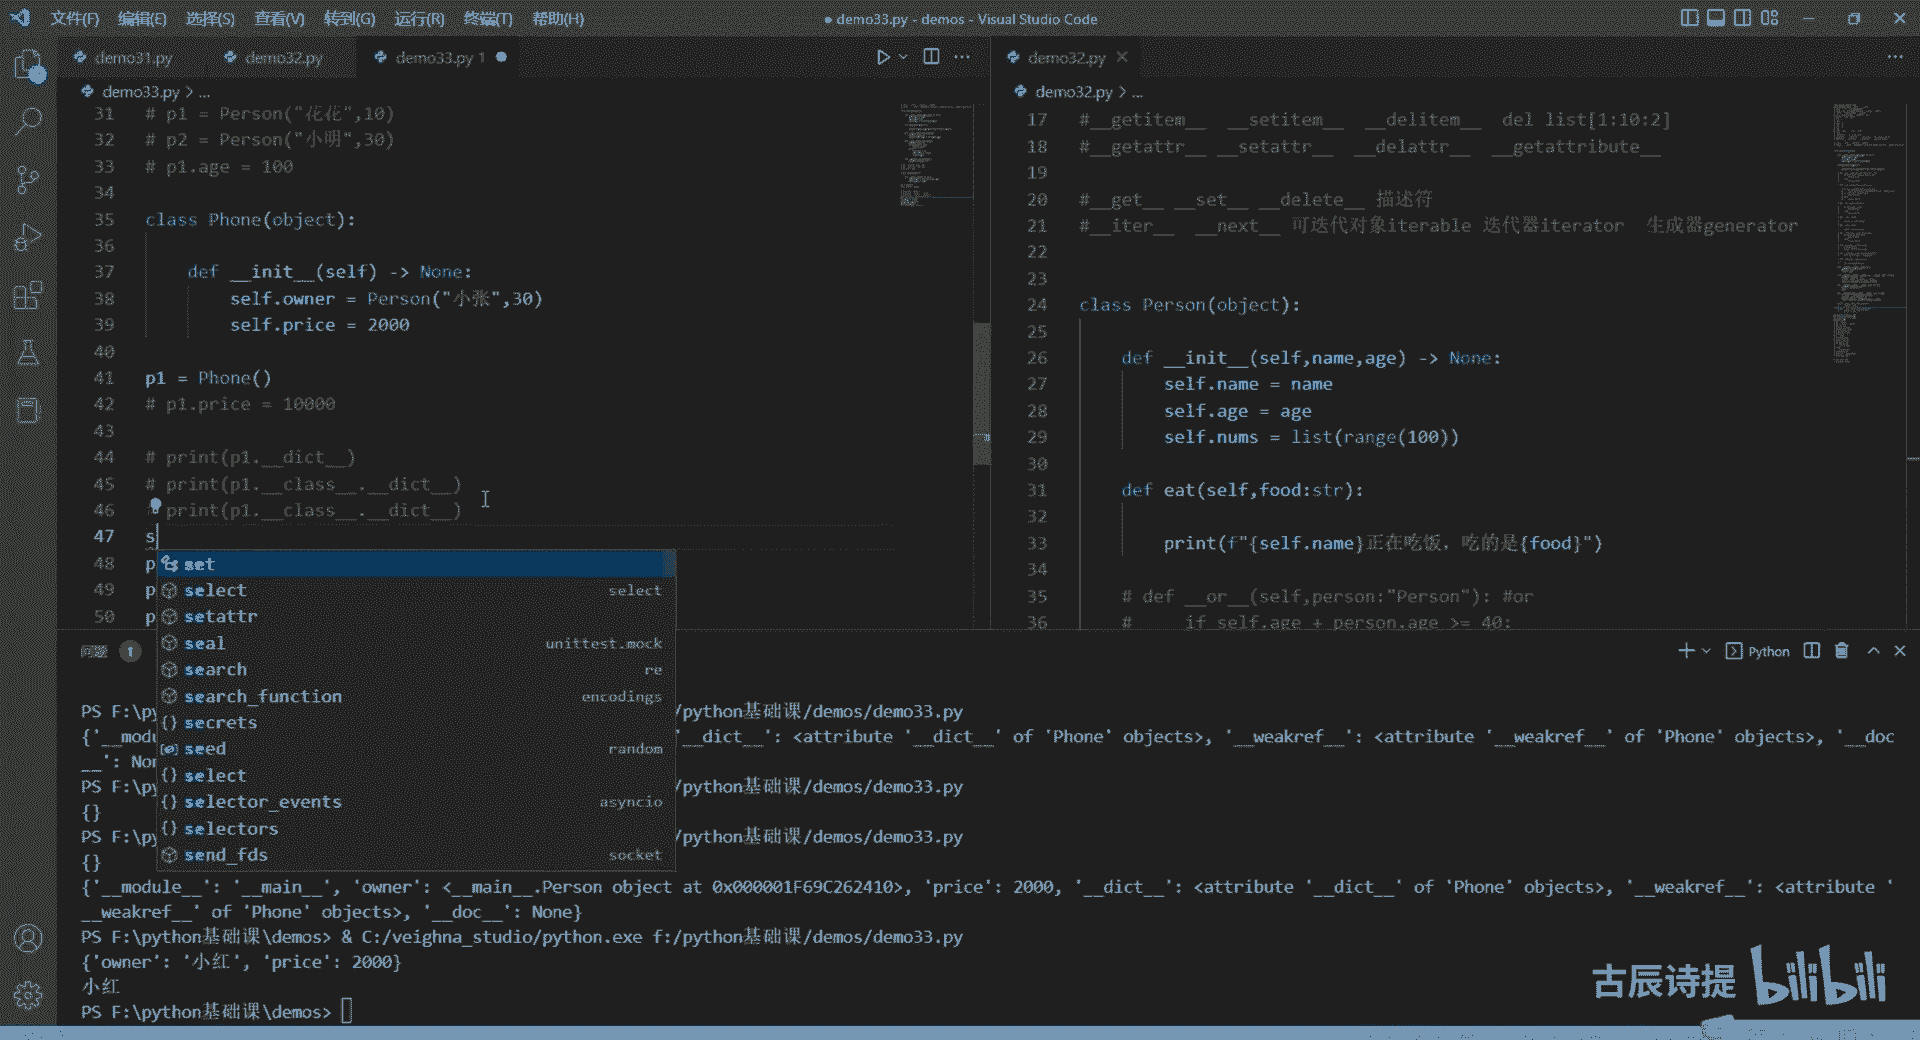 文件(F) 编辑(E) 选择(S) 查看(V) 转到(G) 运行(R) 终端(T) 帮助(H)
● demo33.py - demos - Visual Studio Code
demo31.py demo32.py demo33.py 1 ●
demo33.py > ...
31 # p1 = Person("花花",10)
32 # p2 = Person("小明",30)
33 # p1.age = 100
34
35 class Phone(object):
36
37 def __init__(self) -> None:
38 self.owner = Person("小张",30)
39 self.price = 2000
40
41 p1 = Phone()
42 # p1.price = 10000
43
44 # print(p1.__dict__)
45 # print(p1.__class__.__dict__)
46 print(p1.__class__.__dict__)
47 s
48 p
49 p
50 p
set
select select
setattr
seal unittest.mock
search re
search_function encodings
secrets
seed random
select
selector_events asyncio
selectors
send_fds socket
demo32.py
demo32.py > ...
17 #__getitem__ __setitem__ __delitem__ del list[1:10:2]
18 #__getattr__ __setattr__ __delattr__ __getattribute__
19
20 #__get__ __set__ __delete__ 描述符
21 #__iter__ __next__ 可迭代对象iterable 迭代器iterator 生成器generator
22
23
24 class Person(object):
25
26 def __init__(self,name,age) -> None:
27 self.name = name
28 self.age = age
29 self.nums = list(range(100))
30
31 def eat(self,food:str):
32
33 print(f"{self.name}正在吃饭，吃的是{food}")
34
35 # def __or__(self,person:"Person"): #or
36 # if self.age + person.age >= 40:
问题 1
Python
PS F:\py /python基础课/demos/demo33.py
{'__modu '__dict__': <attribute '__dict__' of 'Phone' objects>, '__weakref__': <attribute '__weakref__' of 'Phone' objects>, '__doc
__': Non
PS F:\py /python基础课/demos/demo33.py
{}
PS F:\py /python基础课/demos/demo33.py
{}
{'__module__': '__main__', 'owner': <__main__.Person object at 0x000001F69C262410>, 'price': 2000, '__dict__': <attribute '__dict__' of 'Phone' objects>, '__weakref__': <attribute '
__weakref__' of 'Phone' objects>, '__doc__': None}
PS F:\python基础课\demos> & C:/veighna_studio/python.exe f:/python基础课/demos/demo33.py
{'owner': '小红', 'price': 2000}
小红
PS F:\python基础课\demos>
古辰诗提 bilibili